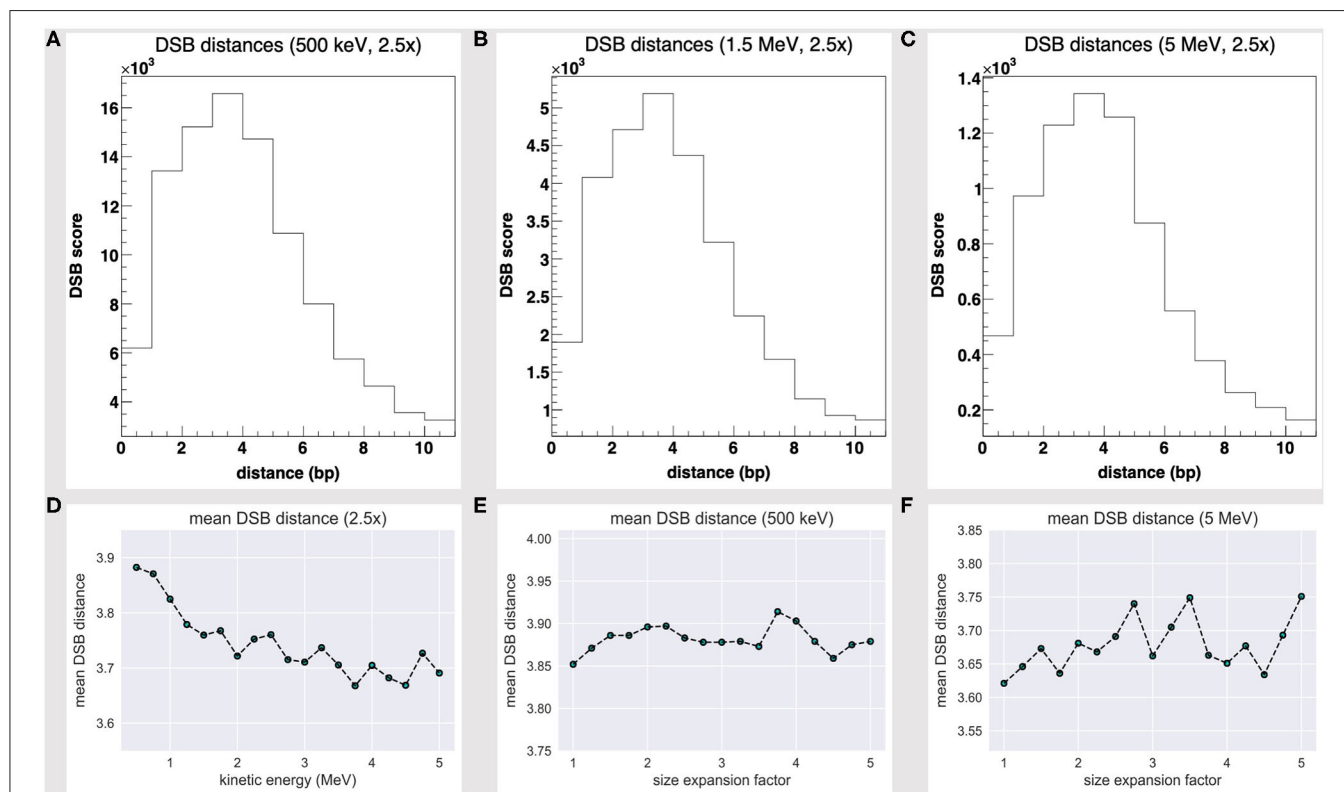 A
DSB distances (500 keV, 2.5x)
×10³
16
14
12
10
8
6
4
DSB score
0 2 4 6 8 10
distance (bp)
B
DSB distances (1.5 MeV, 2.5x)
×10³
5
4.5
4
3.5
3
2.5
2
1.5
1
DSB score
0 2 4 6 8 10
distance (bp)
C
DSB distances (5 MeV, 2.5x)
×10³
1.4
1.2
1
0.8
0.6
0.4
0.2
DSB score
0 2 4 6 8 10
distance (bp)
D
mean DSB distance (2.5x)
3.9
3.8
3.7
3.6
mean DSB distance
1 2 3 4 5
kinetic energy (MeV)
E
mean DSB distance (500 keV)
4.00
3.95
3.90
3.85
3.80
3.75
mean DSB distance
1 2 3 4 5
size expansion factor
F
mean DSB distance (5 MeV)
3.85
3.80
3.75
3.70
3.65
3.60
3.55
mean DSB distance
1 2 3 4 5
size expansion factor